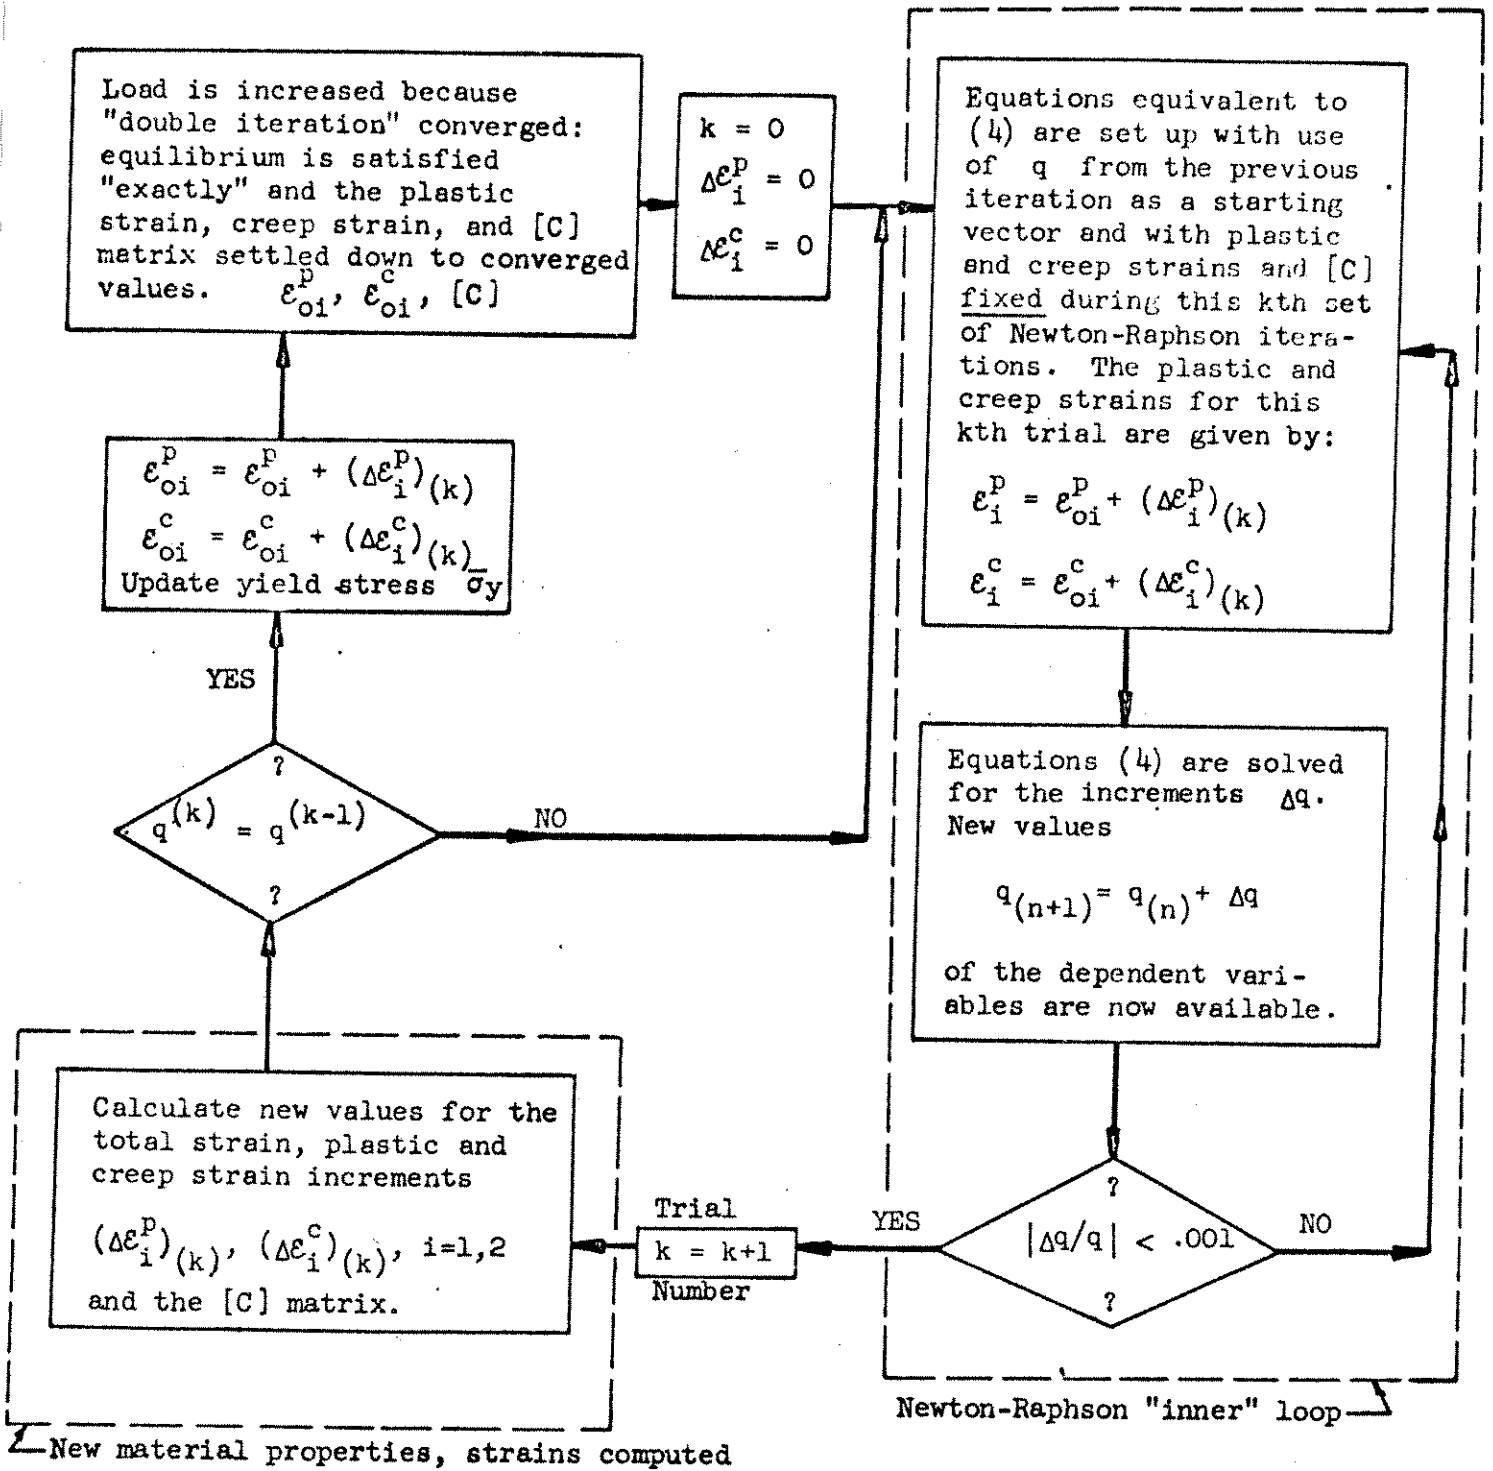 Load is increased because
"double iteration" converged:
equilibrium is satisfied
"exactly" and the plastic
strain, creep strain, and [C]
matrix settled down to converged
values. ε^p_oi, ε^c_oi, [C]
k = 0
Δε^p_i = 0
Δε^c_i = 0
Equations equivalent to
(4) are set up with use
of q from the previous
iteration as a starting
vector and with plastic
and creep strains and [C]
fixed during this kth set
of Newton-Raphson itera-
tions. The plastic and
creep strains for this
kth trial are given by:
ε^p_i = ε^p_oi + (Δε^p_i)(k)
ε^c_i = ε^c_oi + (Δε^c_i)(k)
ε^p_oi = ε^p_oi + (Δε^p_i)(k)
ε^c_oi = ε^c_oi + (Δε^c_i)(k)
Update yield stress σ̄y
YES
?
q^(k) = q^(k-1)
?
NO
Equations (4) are solved
for the increments Δq.
New values
q(n+1) = q(n) + Δq
of the dependent vari-
ables are now available.
?
|Δq/q| < .001
?
YES
NO
Trial
k = k+1
Number
Calculate new values for the
total strain, plastic and
creep strain increments
(Δε^p_i)(k), (Δε^c_i)(k), i=1,2
and the [C] matrix.
Newton-Raphson "inner" loop
New material properties, strains computed